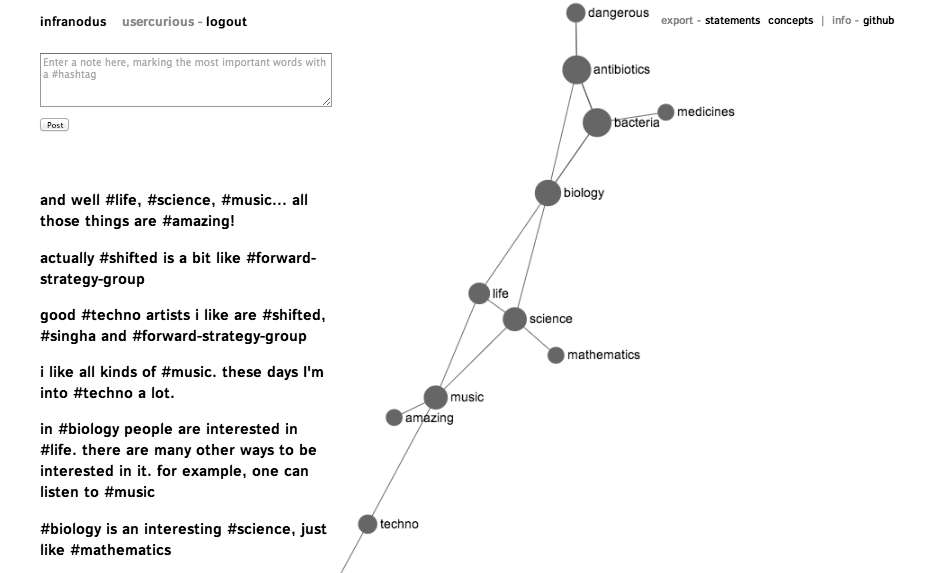 infranodus usercurious - logout
export - statements concepts | info - github
Enter a note here, marking the most important words with
a #hashtag
Post
and well #life, #science, #music... all
those things are #amazing!
actually #shifted is a bit like #forward-
strategy-group
good #techno artists i like are #shifted,
#singha and #forward-strategy-group
i like all kinds of #music. these days I'm
into #techno a lot.
in #biology people are interested in
#life. there are many other ways to be
interested in it. for example, one can
listen to #music
#biology is an interesting #science, just
like #mathematics
dangerous
antibiotics
medicines
bacteria
biology
life
science
mathematics
music
amazing
techno